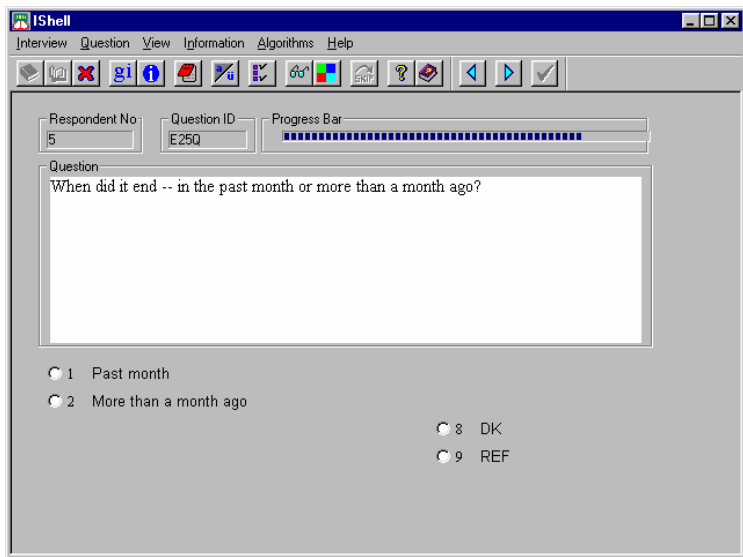 IShell
Interview Question View Information Algorithms Help
gi i a/ü SKIP ?
Respondent No Question ID Progress Bar
5 E25Q
Question
When did it end -- in the past month or more than a month ago?
1 Past month
2 More than a month ago
8 DK
9 REF